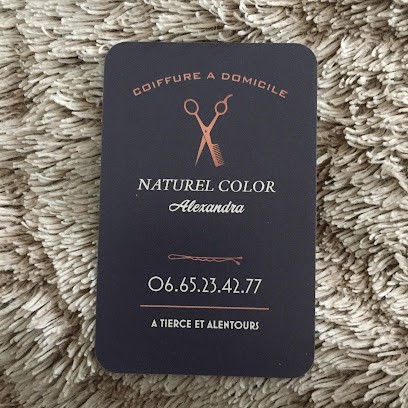 COIFFURE A DOMICILE
NATUREL COLOR
Alexandra
06.65.23.42.77
A TIERCE ET ALENTOURS